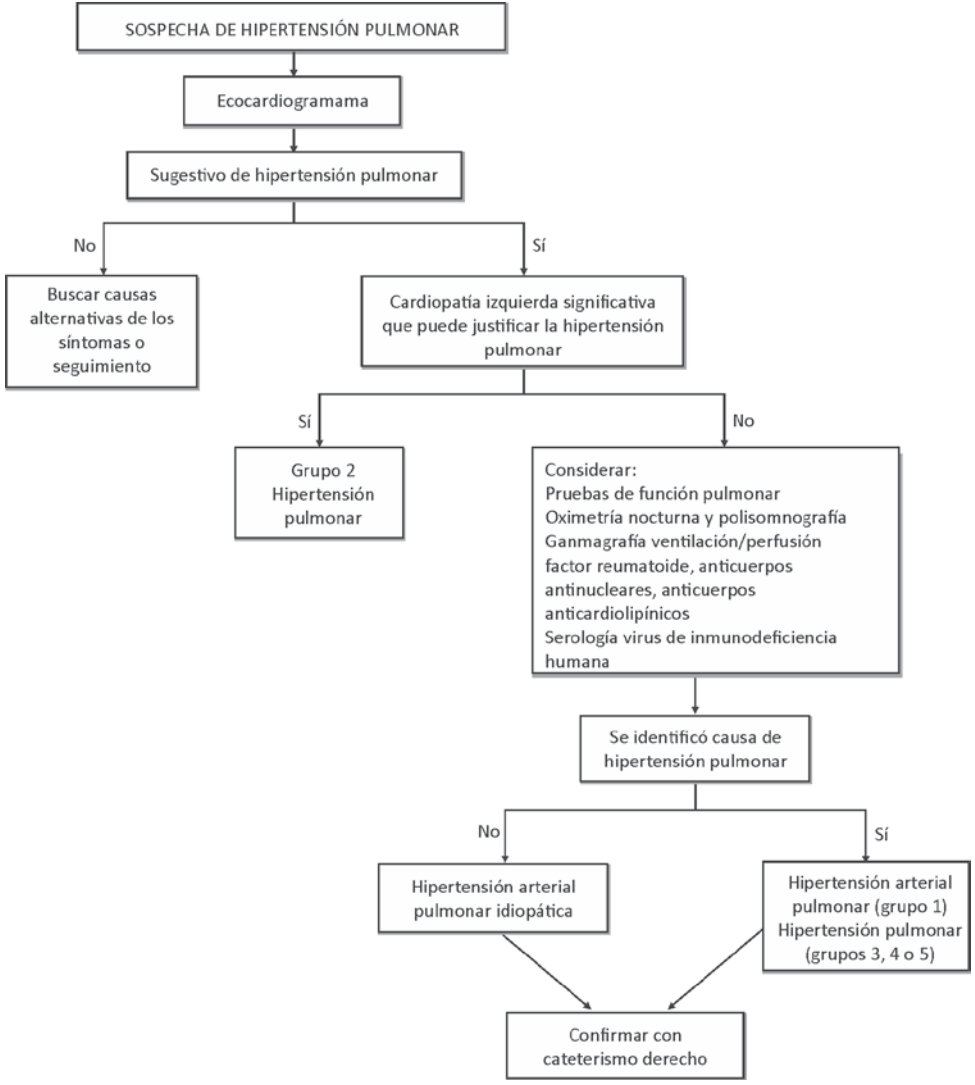 SOSPECHA DE HIPERTENSIÓN PULMONAR
Ecocardiogramama
Sugestivo de hipertensión pulmonar
No
Sí
Buscar causas
alternativas de los
síntomas o
seguimiento
Cardiopatía izquierda significativa
que puede justificar la hipertensión
pulmonar
Sí
No
Grupo 2
Hipertensión
pulmonar
Considerar:
Pruebas de función pulmonar
Oximetría nocturna y polisomnografía
Ganmagrafía ventilación/perfusión
factor reumatoide, anticuerpos
antinucleares, anticuerpos
anticardiolipínicos
Serología virus de inmunodeficiencia
humana
Se identificó causa de
hipertensión pulmonar
No
Sí
Hipertensión arterial
pulmonar idiopática
Hipertensión arterial
pulmonar (grupo 1)
Hipertensión pulmonar
(grupos 3, 4 o 5)
Confirmar con
cateterismo derecho